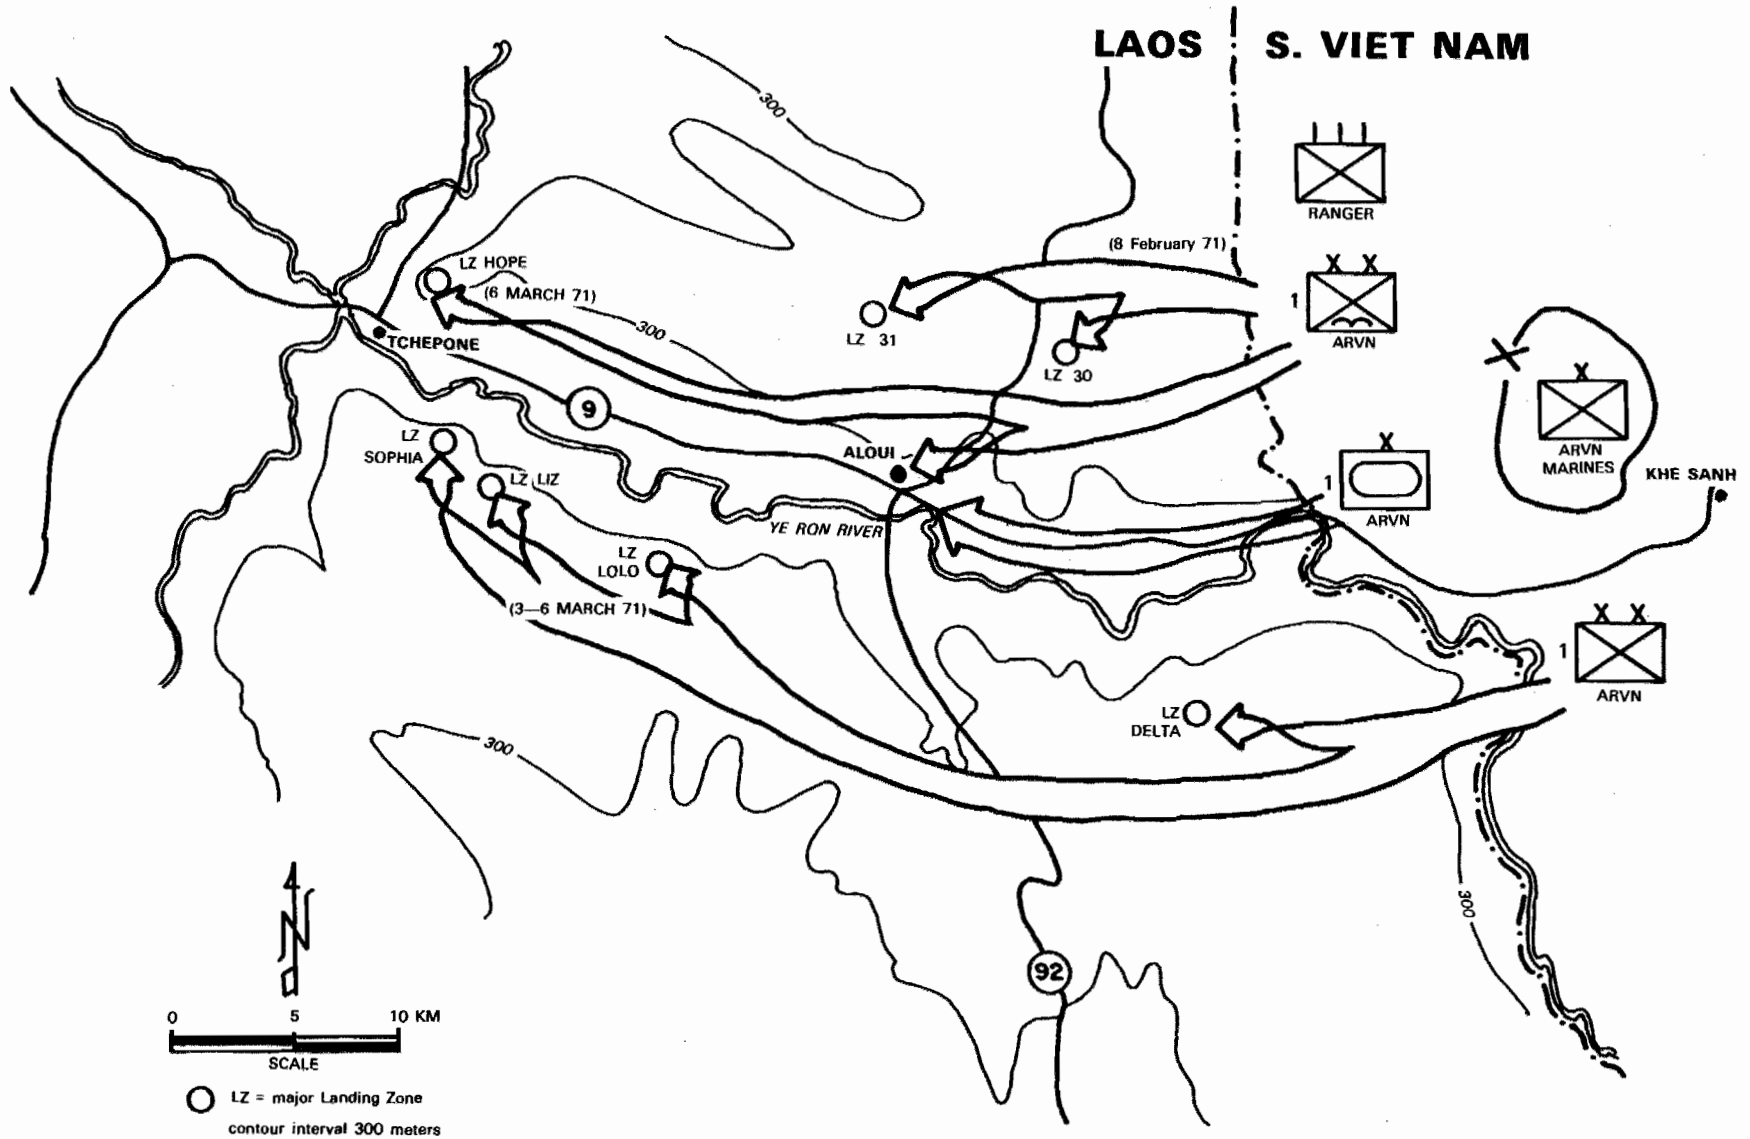 LAOS
S. VIET NAM
300
RANGER
(8 February 71)
LZ HOPE
(6 MARCH 71)
1
ARVN
LZ 31
300
TCHEPONE
LZ 30
9
X
ARVN
MARINES
KHE SANH
LZ
SOPHIA
ALOUI
LZ LIZ
1
ARVN
YE RON RIVER
LZ
LOLO
(3—6 MARCH 71)
1
ARVN
LZ
DELTA
300
300
92
N
0 5 10 KM
SCALE
LZ = major Landing Zone
contour interval 300 meters